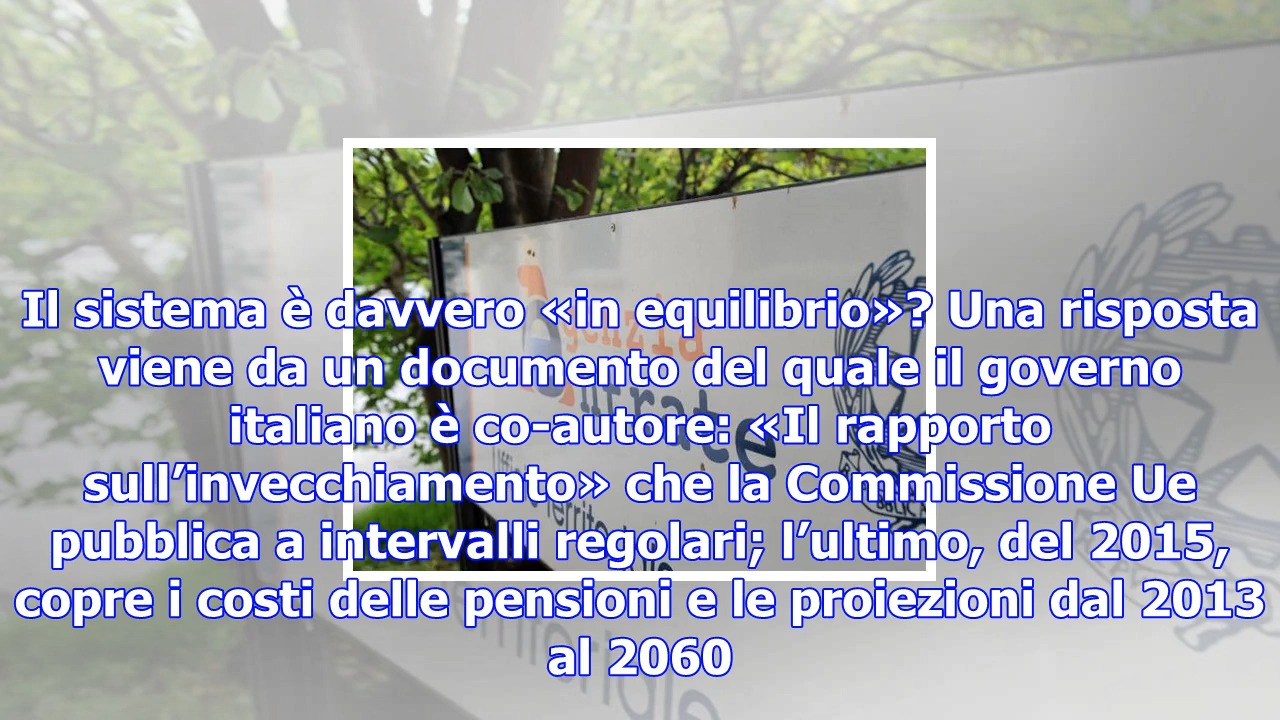 Il sistema è davvero «in equilibrio»? Una risposta
viene da un documento del quale il governo
italiano è co-autore: «Il rapporto
sull’invecchiamento» che la Commissione Ue
pubblica a intervalli regolari; l’ultimo, del 2015,
copre i costi delle pensioni e le proiezioni dal 2013
al 2060
Agenzia
Entrate